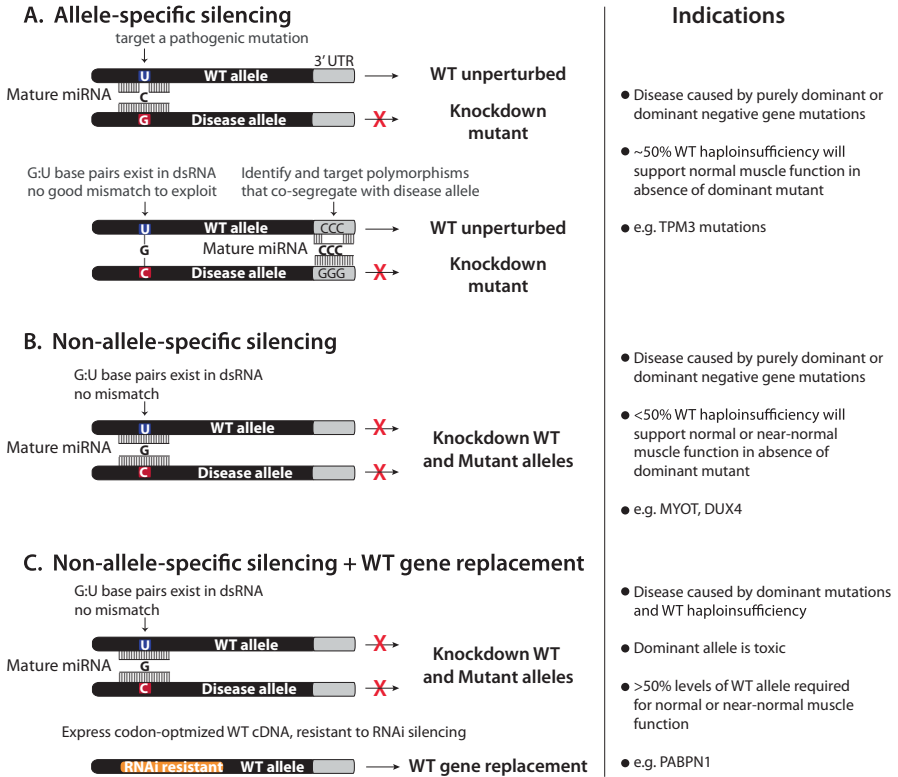 A. Allele-specific silencing
Indications
target a pathogenic mutation
3’ UTR
U WT allele
WT unperturbed
Mature miRNA
C
G Disease allele
X
Knockdown
mutant
G:U base pairs exist in dsRNA
no good mismatch to exploit
Identify and target polymorphisms
that co-segregate with disease allele
U WT allele CCC
WT unperturbed
G
Mature miRNA CCC
C Disease allele GGG
X
Knockdown
mutant
● Disease caused by purely dominant or
dominant negative gene mutations
● ~50% WT haploinsufficiency will
support normal muscle function in
absence of dominant mutant
● e.g. TPM3 mutations
B. Non-allele-specific silencing
G:U base pairs exist in dsRNA
no mismatch
U WT allele
X
Mature miRNA
G
C Disease allele
X
Knockdown WT
and Mutant alleles
● Disease caused by purely dominant or
dominant negative gene mutations
● <50% WT haploinsufficiency will
support normal or near-normal
muscle function in absence of
dominant mutant
● e.g. MYOT, DUX4
C. Non-allele-specific silencing + WT gene replacement
G:U base pairs exist in dsRNA
no mismatch
U WT allele
X
Mature miRNA
G
C Disease allele
X
Knockdown WT
and Mutant alleles
Express codon-optmized WT cDNA, resistant to RNAi silencing
RNAi resistant WT allele
WT gene replacement
● Disease caused by dominant mutations
and WT haploinsufficiency
● Dominant allele is toxic
● >50% levels of WT allele required
for normal or near-normal muscle
function
● e.g. PABPN1